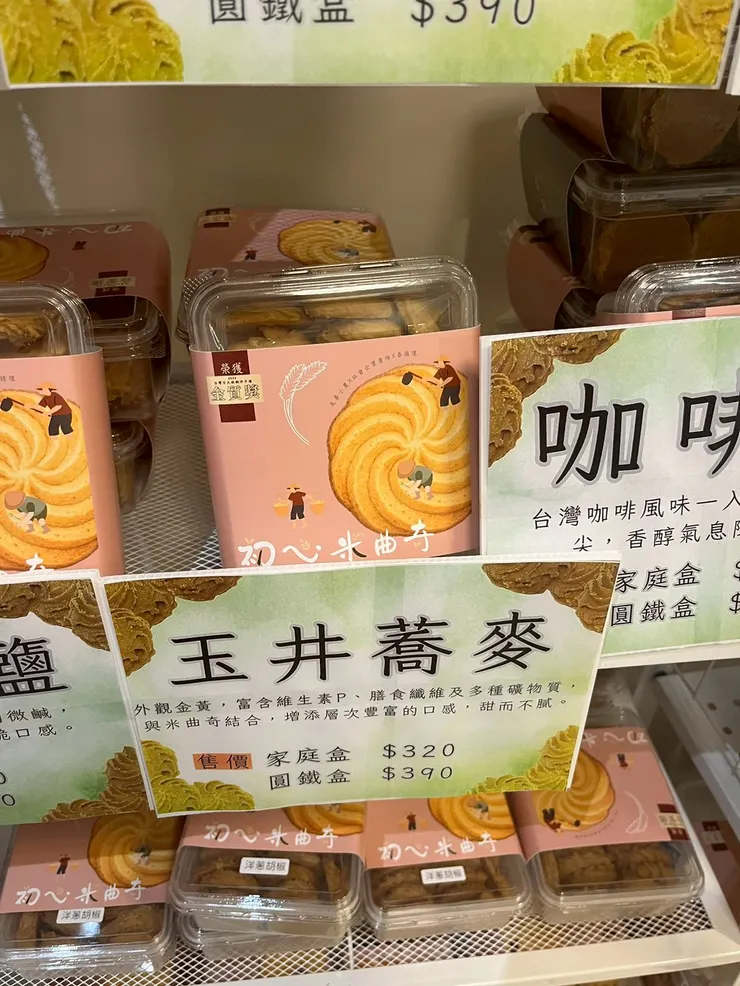 圓鐵盒 $390
榮獲
金質獎
初心米曲奇
咖
台灣咖啡風味一入
尖，香醇氣息
家庭盒
圓鐵盒
鹽
微鹹，
脆口感。
玉井蕎麥
外觀金黃，富含維生素P、膳食纖維及多種礦物質，
與米曲奇結合，增添層次豐富的口感，甜而不膩。
售價 家庭盒 $320
圓鐵盒 $390
初心米曲奇
洋蔥胡椒
初心米曲奇
洋蔥胡椒
初心米曲奇
洋蔥胡椒